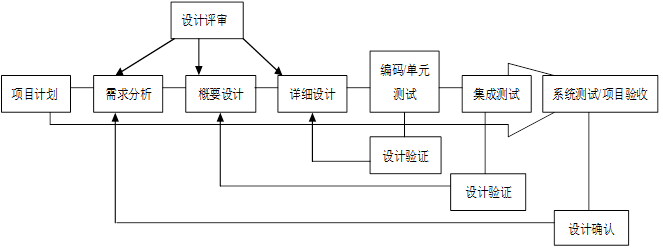 设计评审
项目计划
需求分析
概要设计
详细设计
编码/单元
测试
集成测试
系统测试/项目验收
设计验证
设计验证
设计确认